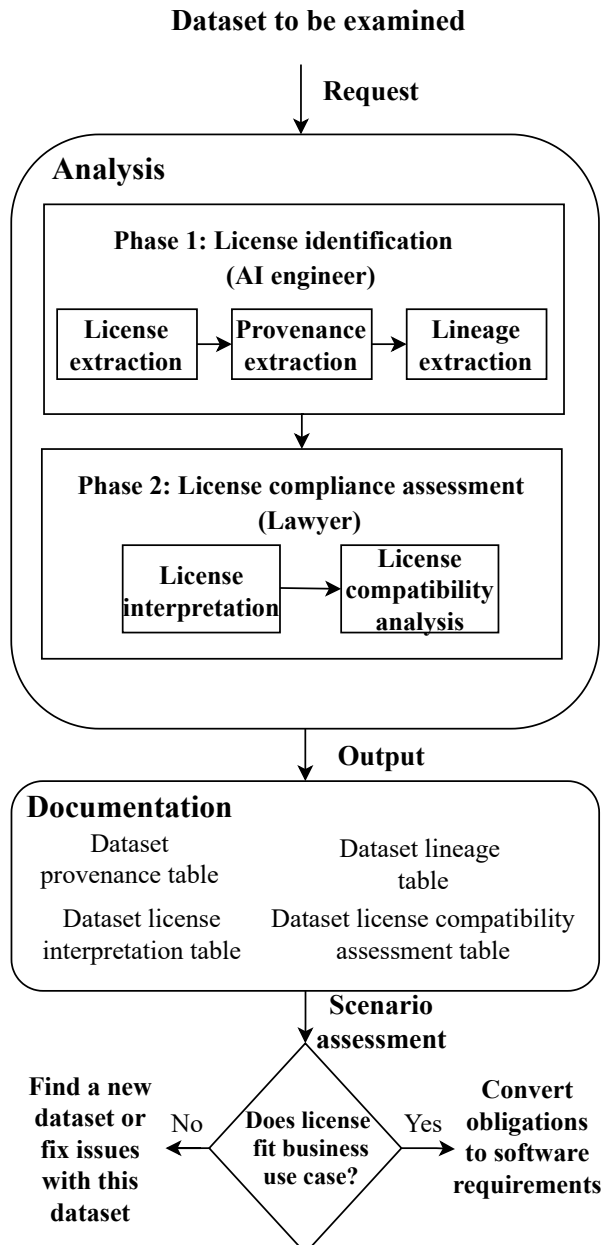 Dataset to be examined
Request
Analysis
Phase 1: License identification
(AI engineer)
License
extraction
Provenance
extraction
Lineage
extraction
Phase 2: License compliance assessment
(Lawyer)
License
interpretation
License
compatibility
analysis
Output
Documentation
Dataset
provenance table
Dataset lineage
table
Dataset license
interpretation table
Dataset license compatibility
assessment table
Scenario
assessment
Find a new
dataset or
fix issues
with this
dataset
No
Does license
fit business
use case?
Yes
Convert
obligations
to software
requirements